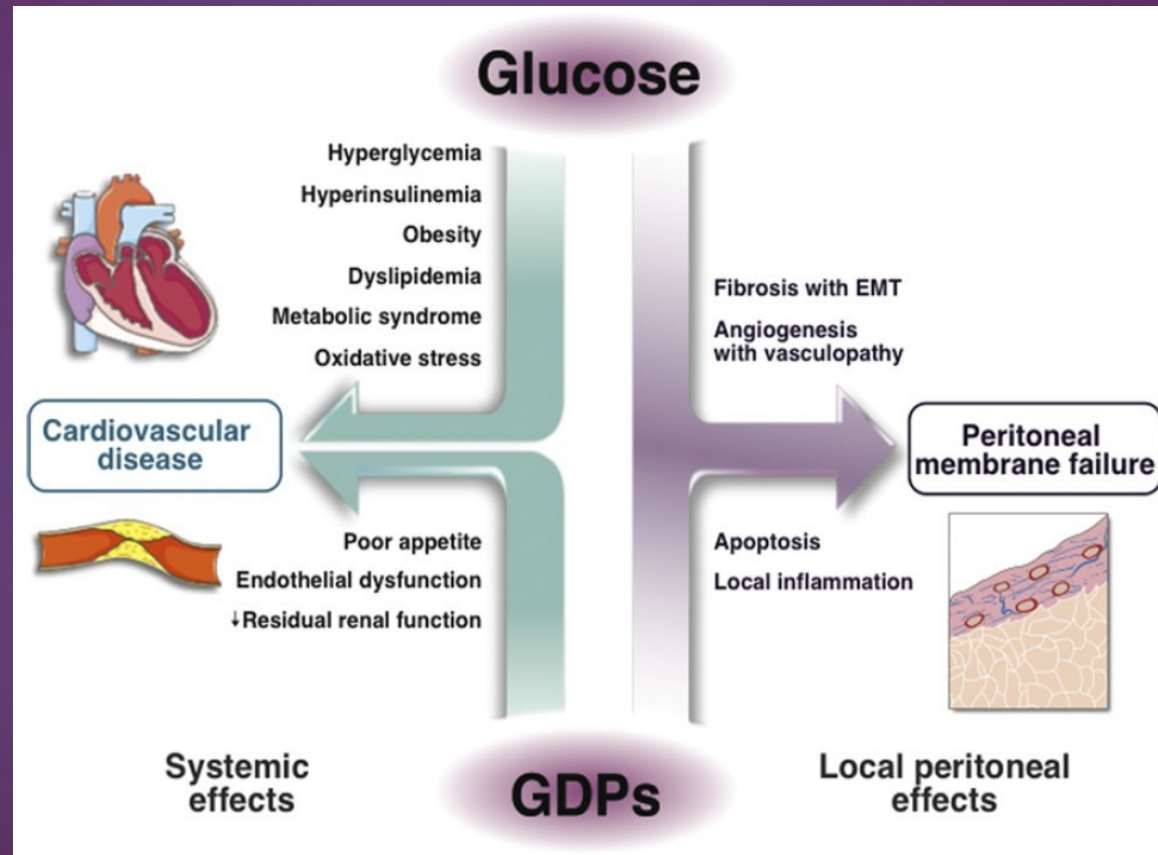 Glucose
Hyperglycemia
Hyperinsulinemia
Obesity
Dyslipidemia
Metabolic syndrome
Oxidative stress
Fibrosis with EMT
Angiogenesis
with vasculopathy
Cardiovascular
disease
Peritoneal
membrane failure
Poor appetite
Endothelial dysfunction
↓Residual renal function
Apoptosis
Local inflammation
Systemic
effects
GDPs
Local peritoneal
effects